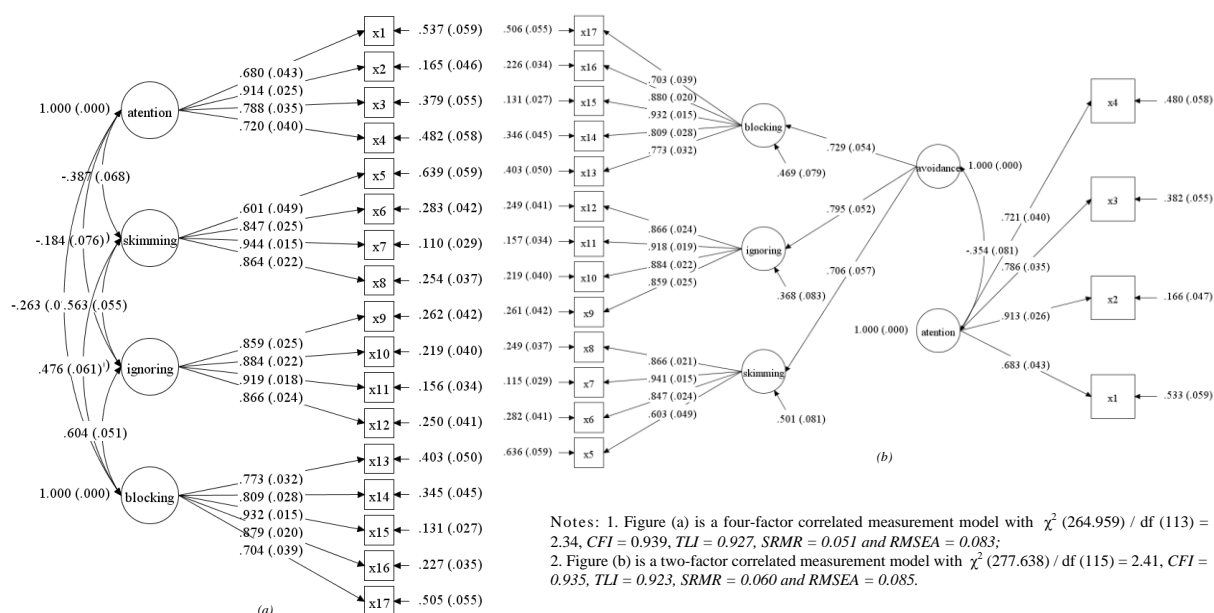 x1
.537 (.059)
.680 (.043)
x2
.165 (.046)
.914 (.025)
x3
.379 (.055)
.788 (.035)
x4
.482 (.058)
.720 (.040)
1.000 (.000)
atention
-.387 (.068)
x5
.639 (.059)
.601 (.049)
x6
.283 (.042)
.847 (.025)
x7
.110 (.029)
.944 (.015)
x8
.254 (.037)
.864 (.022)
-.184 (.076)
skimming
-.263
.563 (.055)
x9
.262 (.042)
.859 (.025)
x10
.219 (.040)
.884 (.022)
x11
.156 (.034)
.919 (.018)
x12
.250 (.041)
.866 (.024)
ignoring
.476 (.061)
.604 (.051)
x13
.403 (.050)
.773 (.032)
x14
.345 (.045)
.809 (.028)
x15
.131 (.027)
.932 (.015)
x16
.227 (.035)
.879 (.020)
x17
.505 (.055)
.704 (.039)
1.000 (.000)
blocking
(a)
.506 (.055)
x17
.703 (.039)
.226 (.034)
x16
.880 (.020)
.131 (.027)
x15
.932 (.015)
.346 (.045)
x14
.809 (.028)
.403 (.050)
x13
.773 (.032)
blocking
.469 (.079)
.729 (.054)
.249 (.041)
x12
.866 (.024)
.157 (.034)
x11
.918 (.019)
.219 (.040)
x10
.884 (.022)
.261 (.042)
x9
.859 (.025)
ignoring
.368 (.083)
.795 (.052)
.249 (.037)
x8
.866 (.021)
.115 (.029)
x7
.941 (.015)
.282 (.041)
x6
.847 (.024)
.636 (.059)
x5
.603 (.049)
skimming
.501 (.081)
.706 (.057)
avoidance
1.000 (.000)
-.354 (.081)
1.000 (.000)
atention
x4
.480 (.058)
.721 (.040)
x3
.382 (.055)
.786 (.035)
x2
.166 (.047)
.913 (.026)
x1
.533 (.059)
.683 (.043)
(b)
Notes: 1. Figure (a) is a four-factor correlated measurement model with χ² (264.959) / df (113) =
2.34, CFI = 0.939, TLI = 0.927, SRMR = 0.051 and RMSEA = 0.083;
2. Figure (b) is a two-factor correlated measurement model with χ² (277.638) / df (115) = 2.41, CFI =
0.935, TLI = 0.923, SRMR = 0.060 and RMSEA = 0.085.